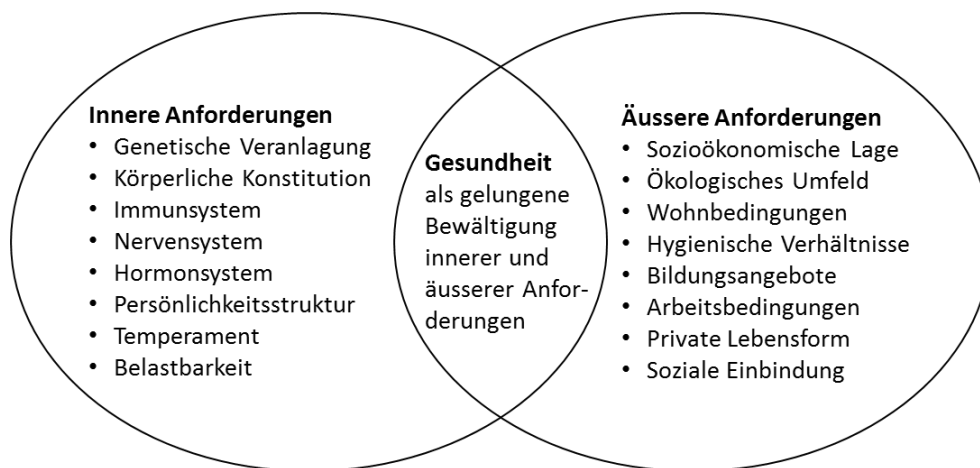 Innere Anforderungen
• Genetische Veranlagung
• Körperliche Konstitution
• Immunsystem
• Nervensystem
• Hormonsystem
• Persönlichkeitsstruktur
• Temperament
• Belastbarkeit
Gesundheit
als gelungene
Bewältigung
innerer und
äusserer Anfor-
derungen
Äussere Anforderungen
• Sozioökonomische Lage
• Ökologisches Umfeld
• Wohnbedingungen
• Hygienische Verhältnisse
• Bildungsangebote
• Arbeitsbedingungen
• Private Lebensform
• Soziale Einbindung